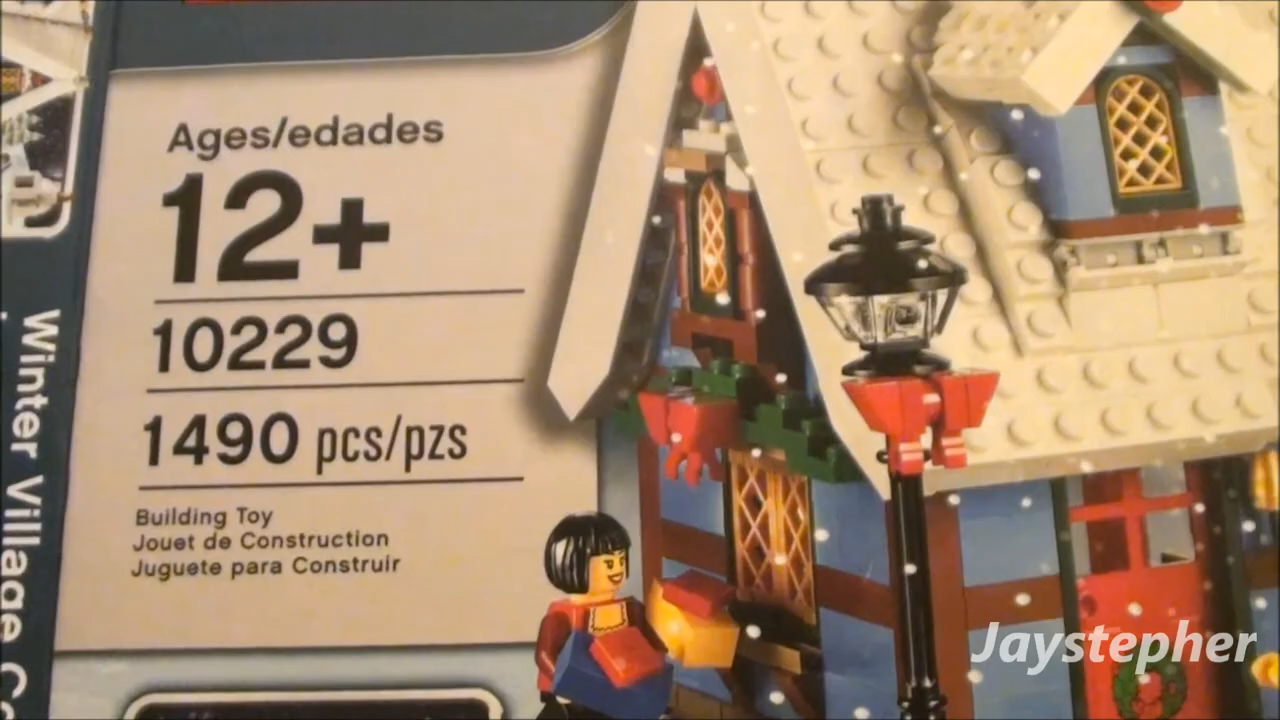 Ages/edades
12+
10229
1490 pcs/pzs
Building Toy
Jouet de Construction
Juguete para Construir
Winter Village
Jaystepher